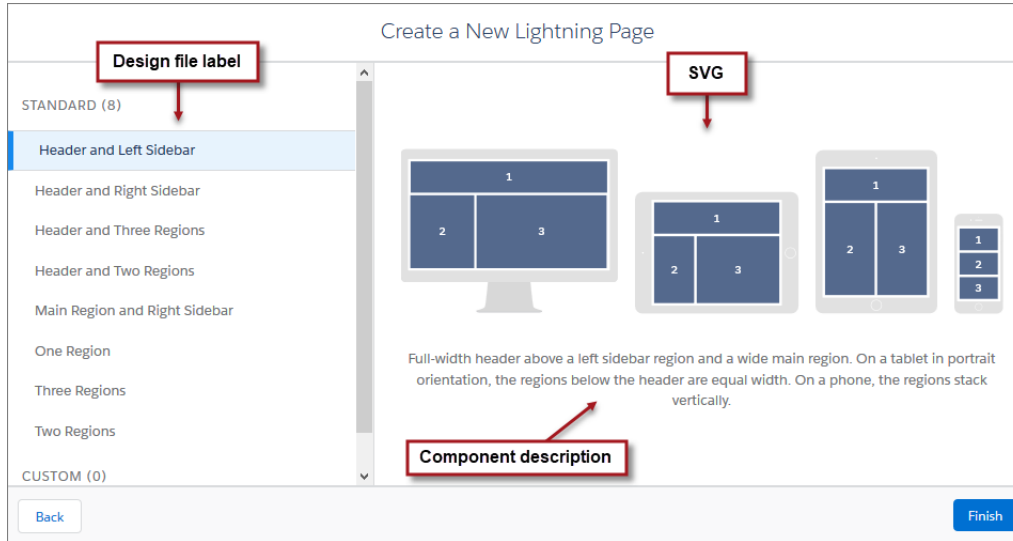 Create a New Lightning Page
Design file label
SVG
STANDARD (8)
Header and Left Sidebar
Header and Right Sidebar
Header and Three Regions
Header and Two Regions
Main Region and Right Sidebar
One Region
Three Regions
Two Regions
CUSTOM (0)
1
2 3
1
2 3
1
2 3
1
2
3
Full-width header above a left sidebar region and a wide main region. On a tablet in portrait
orientation, the regions below the header are equal width. On a phone, the regions stack
vertically.
Component description
Back
Finish